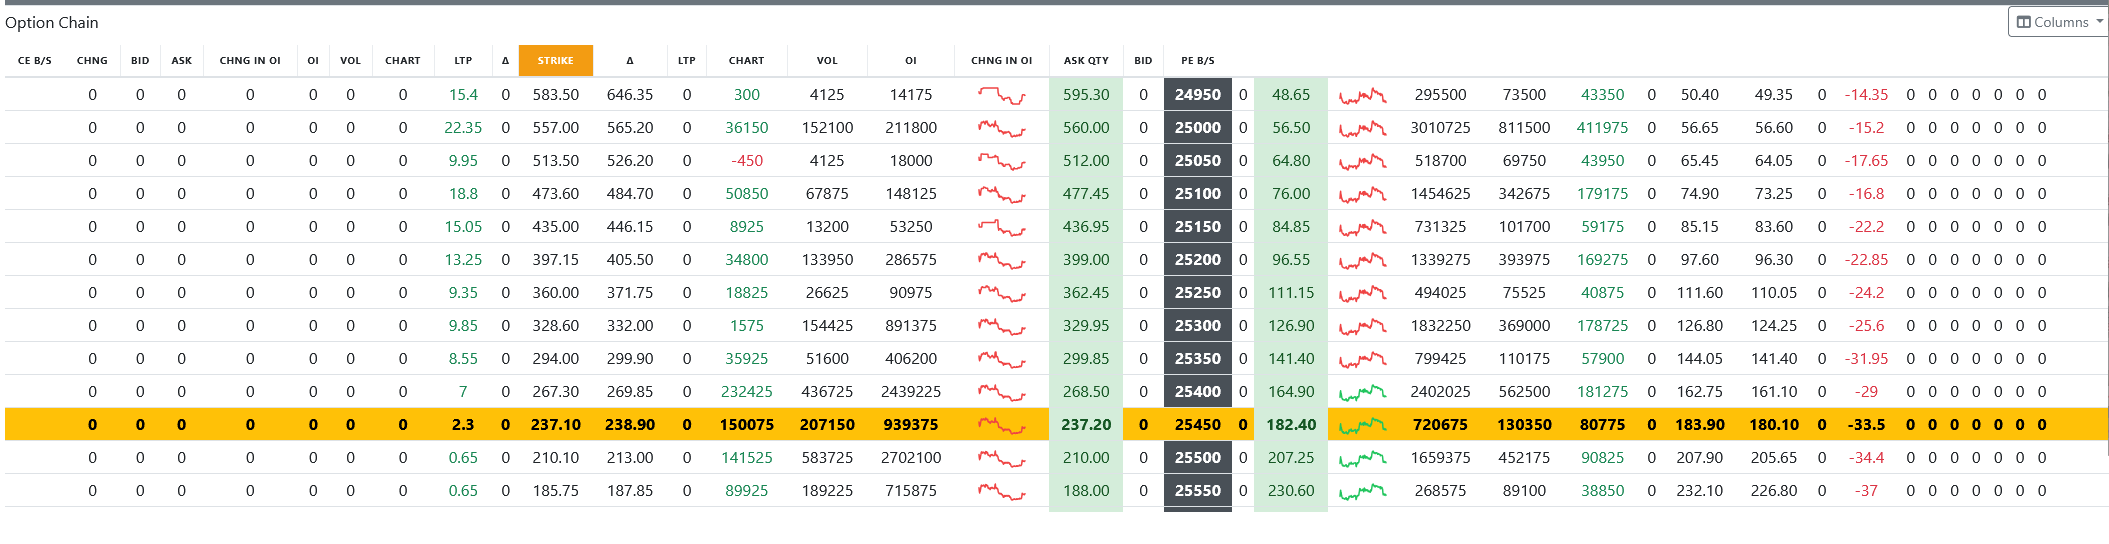 Option Chain
Columns
CE B/S CHNG BID ASK CHNG IN OI OI VOL CHART LTP Δ STRIKE Δ LTP CHART VOL OI CHNG IN OI ASK QTY BID PE B/S
0 0 0 0 0 0 0 15.4 0 583.50 646.35 0 300 4125 14175 595.30 0 24950 0 48.65 295500 73500 43350 0 50.40 49.35 0 -14.35 0 0 0 0 0 0 0
0 0 0 0 0 0 0 22.35 0 557.00 565.20 0 36150 152100 211800 560.00 0 25000 0 56.50 3010725 811500 411975 0 56.65 56.60 0 -15.2 0 0 0 0 0 0 0
0 0 0 0 0 0 0 9.95 0 513.50 526.20 0 -450 4125 18000 512.00 0 25050 0 64.80 518700 69750 43950 0 65.45 64.05 0 -17.65 0 0 0 0 0 0 0
0 0 0 0 0 0 0 18.8 0 473.60 484.70 0 50850 67875 148125 477.45 0 25100 0 76.00 1454625 342675 179175 0 74.90 73.25 0 -16.8 0 0 0 0 0 0 0
0 0 0 0 0 0 0 15.05 0 435.00 446.15 0 8925 13200 53250 436.95 0 25150 0 84.85 731325 101700 59175 0 85.15 83.60 0 -22.2 0 0 0 0 0 0 0
0 0 0 0 0 0 0 13.25 0 397.15 405.50 0 34800 133950 286575 399.00 0 25200 0 96.55 1339275 393975 169275 0 97.60 96.30 0 -22.85 0 0 0 0 0 0 0
0 0 0 0 0 0 0 9.35 0 360.00 371.75 0 18825 26625 90975 362.45 0 25250 0 111.15 494025 75525 40875 0 111.60 110.05 0 -24.2 0 0 0 0 0 0 0
0 0 0 0 0 0 0 9.85 0 328.60 332.00 0 1575 154425 891375 329.95 0 25300 0 126.90 1832250 369000 178725 0 126.80 124.25 0 -25.6 0 0 0 0 0 0 0
0 0 0 0 0 0 0 8.55 0 294.00 299.90 0 35925 51600 406200 299.85 0 25350 0 141.40 799425 110175 57900 0 144.05 141.40 0 -31.95 0 0 0 0 0 0 0
0 0 0 0 0 0 0 7 0 267.30 269.85 0 232425 436725 2439225 268.50 0 25400 0 164.90 2402025 562500 181275 0 162.75 161.10 0 -29 0 0 0 0 0 0 0
0 0 0 0 0 0 0 2.3 0 237.10 238.90 0 150075 207150 939375 237.20 0 25450 0 182.40 720675 130350 80775 0 183.90 180.10 0 -33.5 0 0 0 0 0 0 0
0 0 0 0 0 0 0 0.65 0 210.10 213.00 0 141525 583725 2702100 210.00 0 25500 0 207.25 1659375 452175 90825 0 207.90 205.65 0 -34.4 0 0 0 0 0 0 0
0 0 0 0 0 0 0 0.65 0 185.75 187.85 0 89925 189225 715875 188.00 0 25550 0 230.60 268575 89100 38850 0 232.10 226.80 0 -37 0 0 0 0 0 0 0